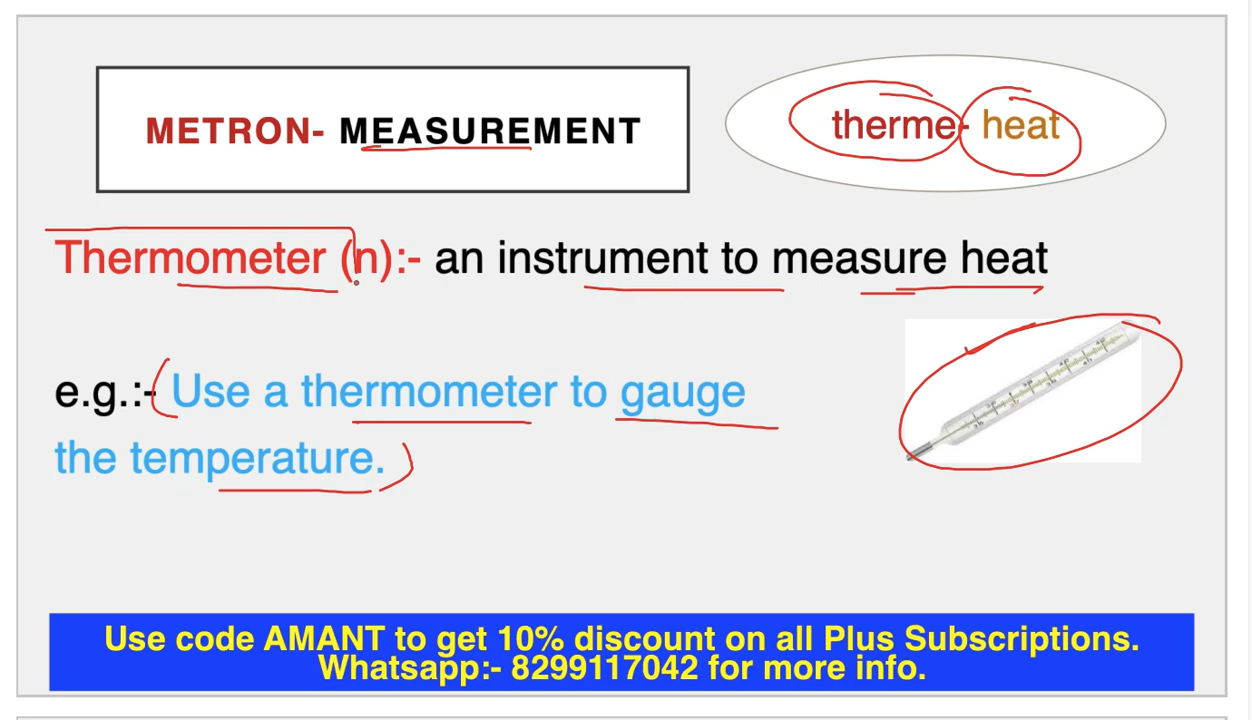 METRON- MEASUREMENT
therme- heat
Thermometer (n):- an instrument to measure heat
e.g.:- Use a thermometer to gauge
the temperature.
Use code AMANT to get 10% discount on all Plus Subscriptions.
Whatsapp:- 8299117042 for more info.